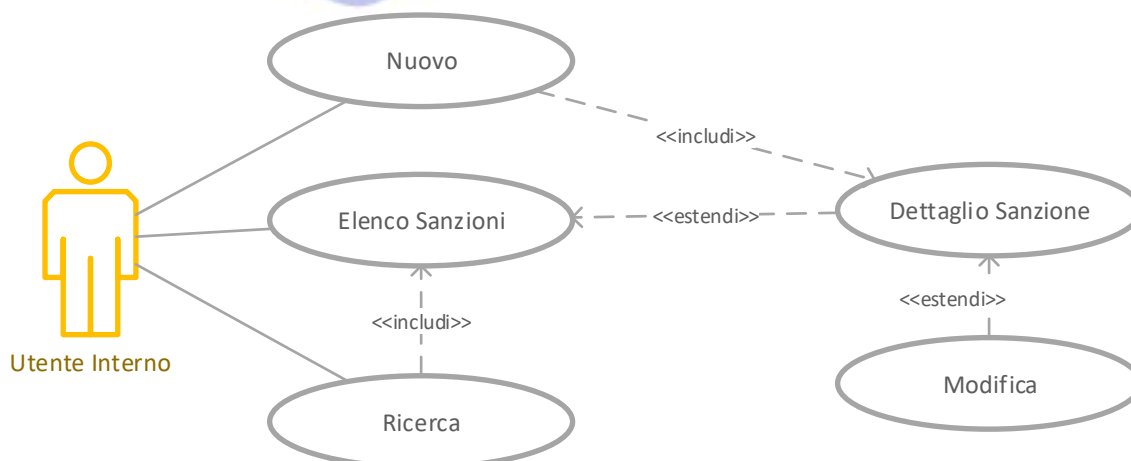 Nuovo
<<includi>>
Elenco Sanzioni
<<estendi>>
Dettaglio Sanzione
<<includi>>
<<estendi>>
Utente Interno
Ricerca
Modifica